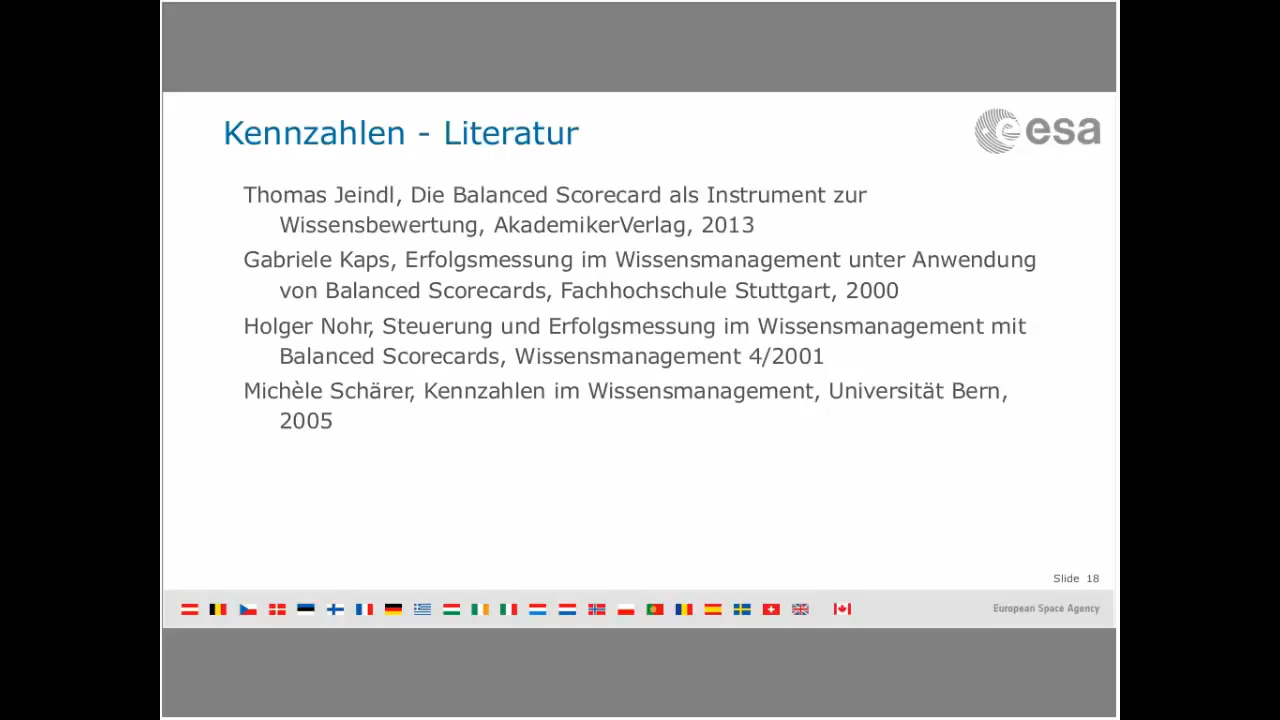 Kennzahlen - Literatur
esa
Thomas Jeindl, Die Balanced Scorecard als Instrument zur
Wissensbewertung, AkademikerVerlag, 2013
Gabriele Kaps, Erfolgsmessung im Wissensmanagement unter Anwendung
von Balanced Scorecards, Fachhochschule Stuttgart, 2000
Holger Nohr, Steuerung und Erfolgsmessung im Wissensmanagement mit
Balanced Scorecards, Wissensmanagement 4/2001
Michèle Schärer, Kennzahlen im Wissensmanagement, Universität Bern,
2005
Slide 18
European Space Agency